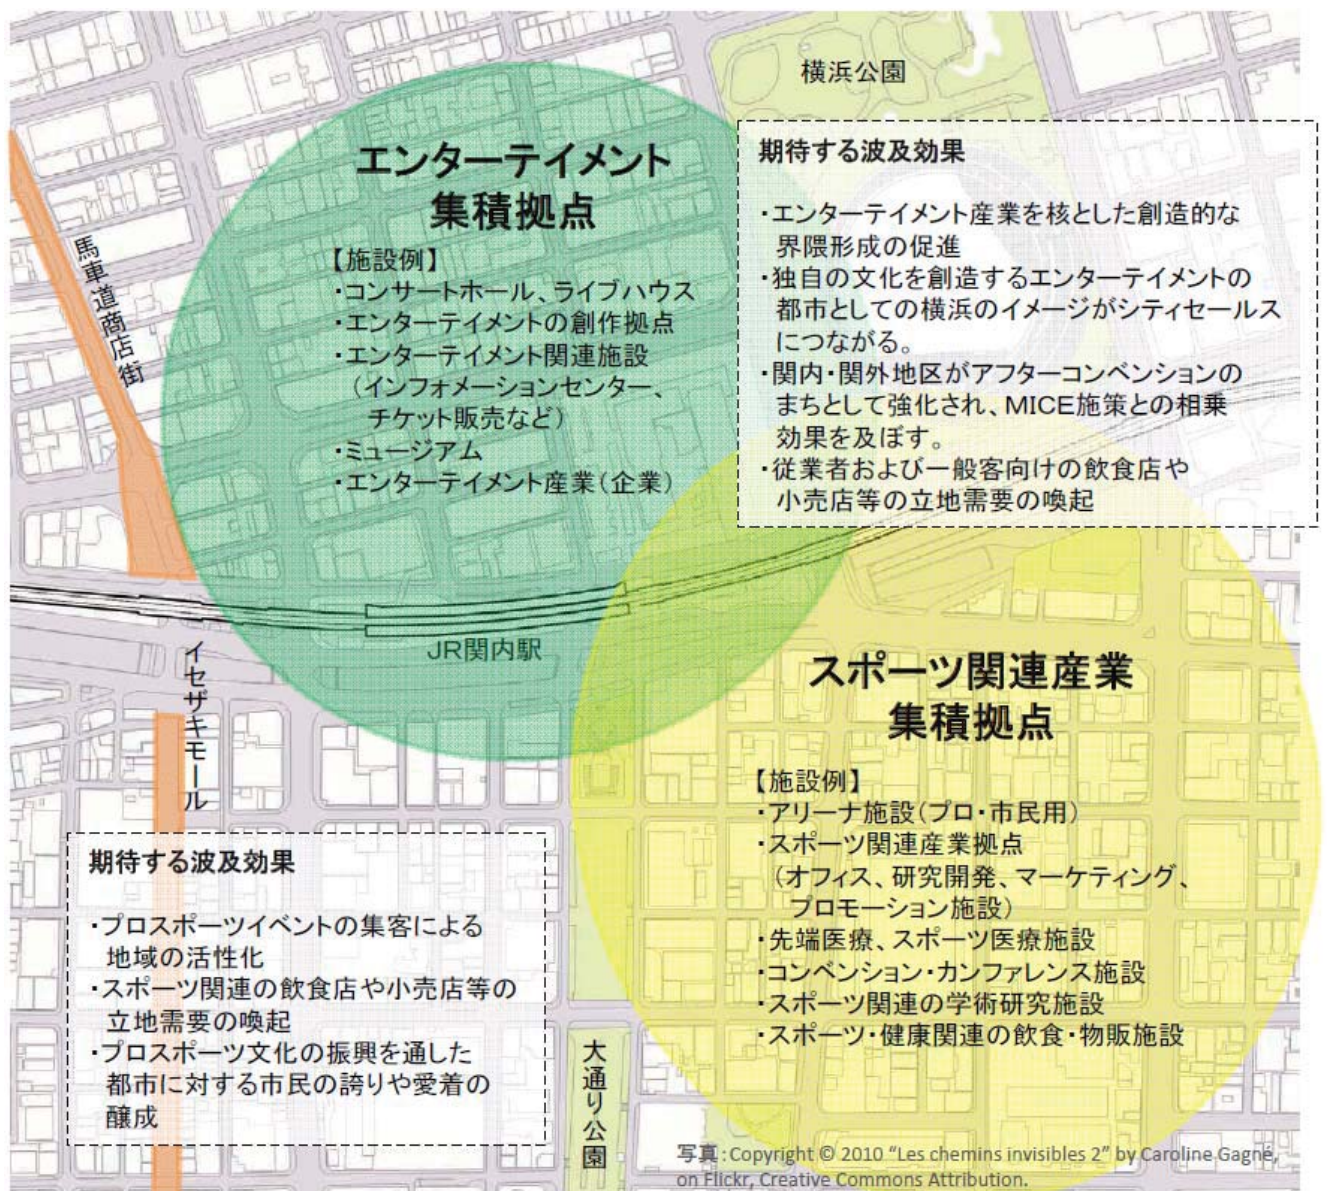 横浜公園
エンターテイメント
集積拠点
【施設例】
・コンサートホール、ライブハウス
・エンターテイメントの創作拠点
・エンターテイメント関連施設
(インフォメーションセンター、
チケット販売など)
・ミュージアム
・エンターテイメント産業(企業)
期待する波及効果
・エンターテイメント産業を核とした創造的な
界隈形成の促進
・独自の文化を創造するエンターテイメントの
都市としての横浜のイメージがシティセールス
につながる。
・関内・関外地区がアフターコンベンションの
まちとして強化され、MICE施策との相乗
効果を及ぼす。
・従業者および一般客向けの飲食店や
小売店等の立地需要の喚起
馬車道商店街
JR関内駅
イセザキモール
スポーツ関連産業
集積拠点
【施設例】
・アリーナ施設(プロ・市民用)
・スポーツ関連産業拠点
(オフィス、研究開発、マーケティング、
プロモーション施設)
・先端医療、スポーツ医療施設
・コンベンション・カンファレンス施設
・スポーツ関連の学術研究施設
・スポーツ・健康関連の飲食・物販施設
期待する波及効果
・プロスポーツイベントの集客による
地域の活性化
・スポーツ関連の飲食店や小売店等の
立地需要の喚起
・プロスポーツ文化の振興を通した
都市に対する市民の誇りや愛着の
醸成
大通り公園
写真:Copyright © 2010 “Les chemins invisibles 2” by Caroline Gagné,
on Flickr, Creative Commons Attribution.